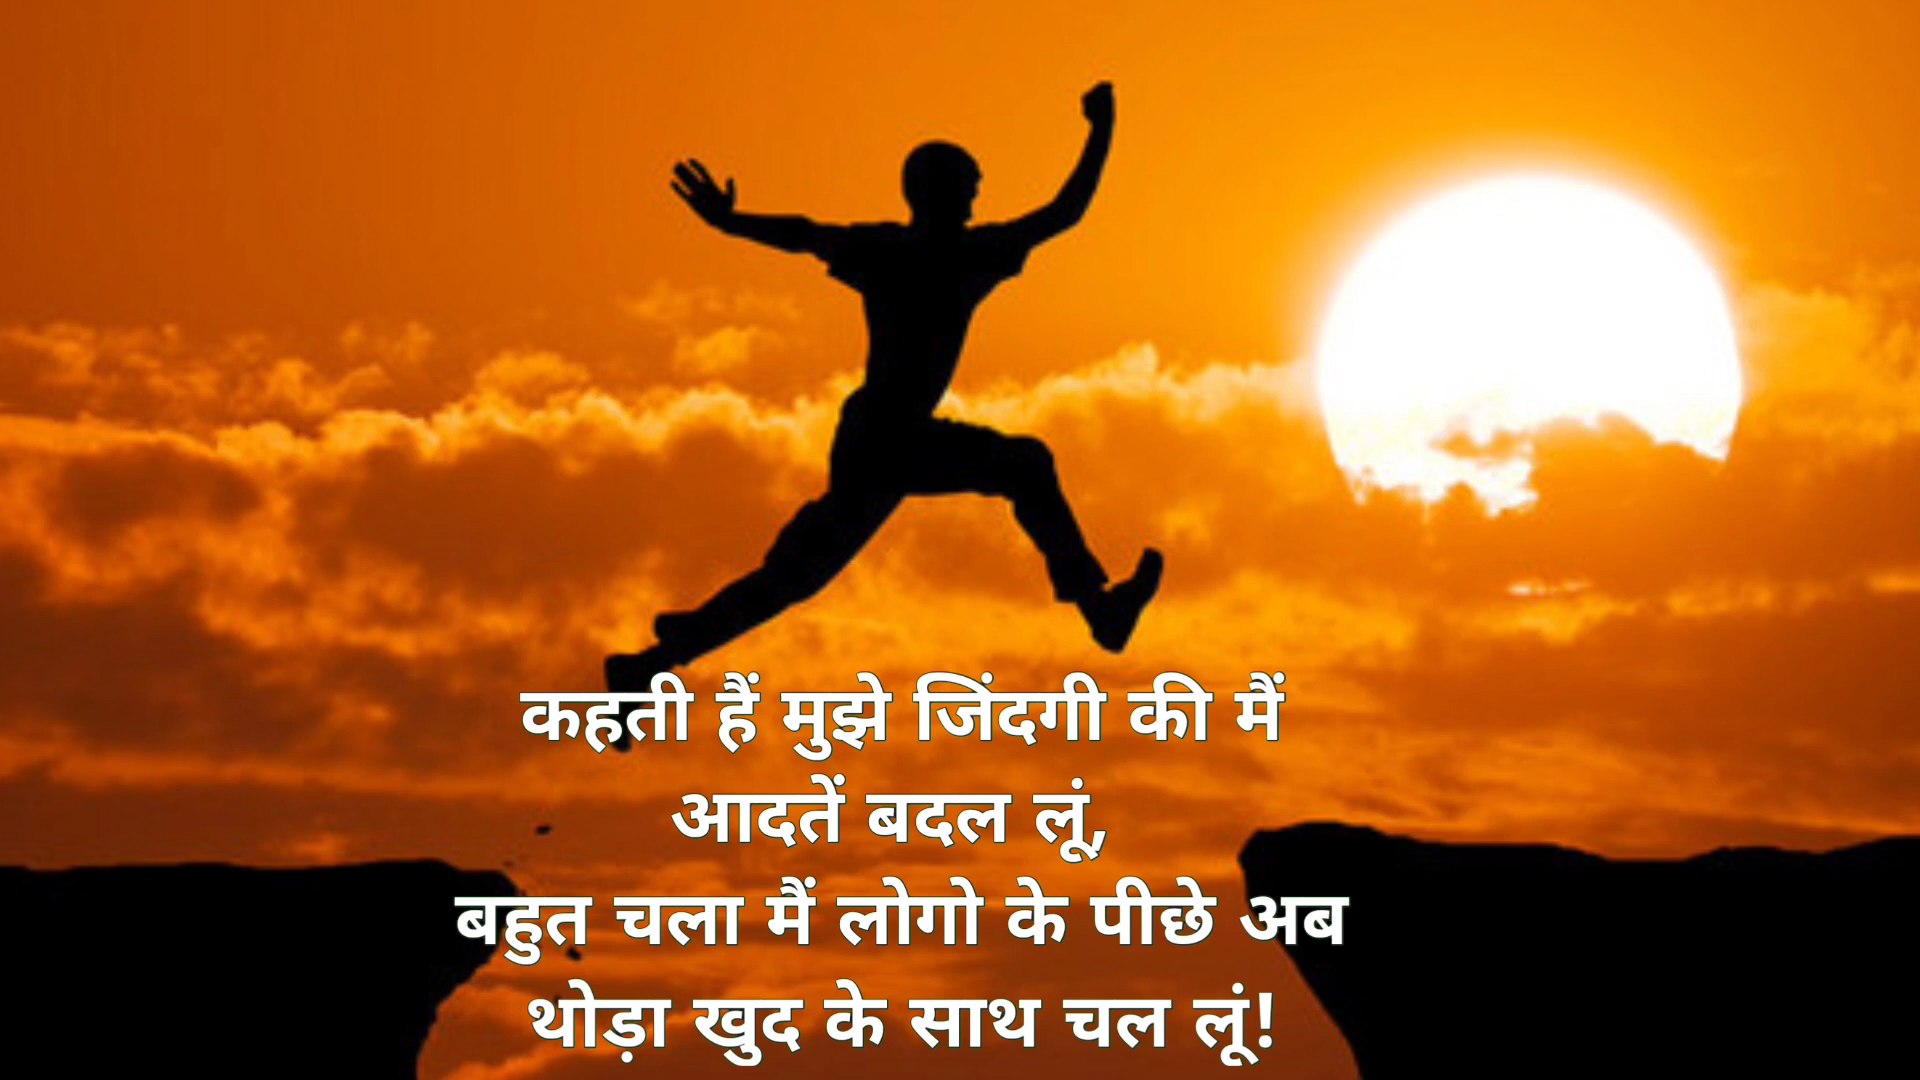 कहती हैं मुझे जिंदगी की मैं
आदतें बदल लूं,
बहुत चला मैं लोगो के पीछे अब
थोड़ा खुद के साथ चल लूं!